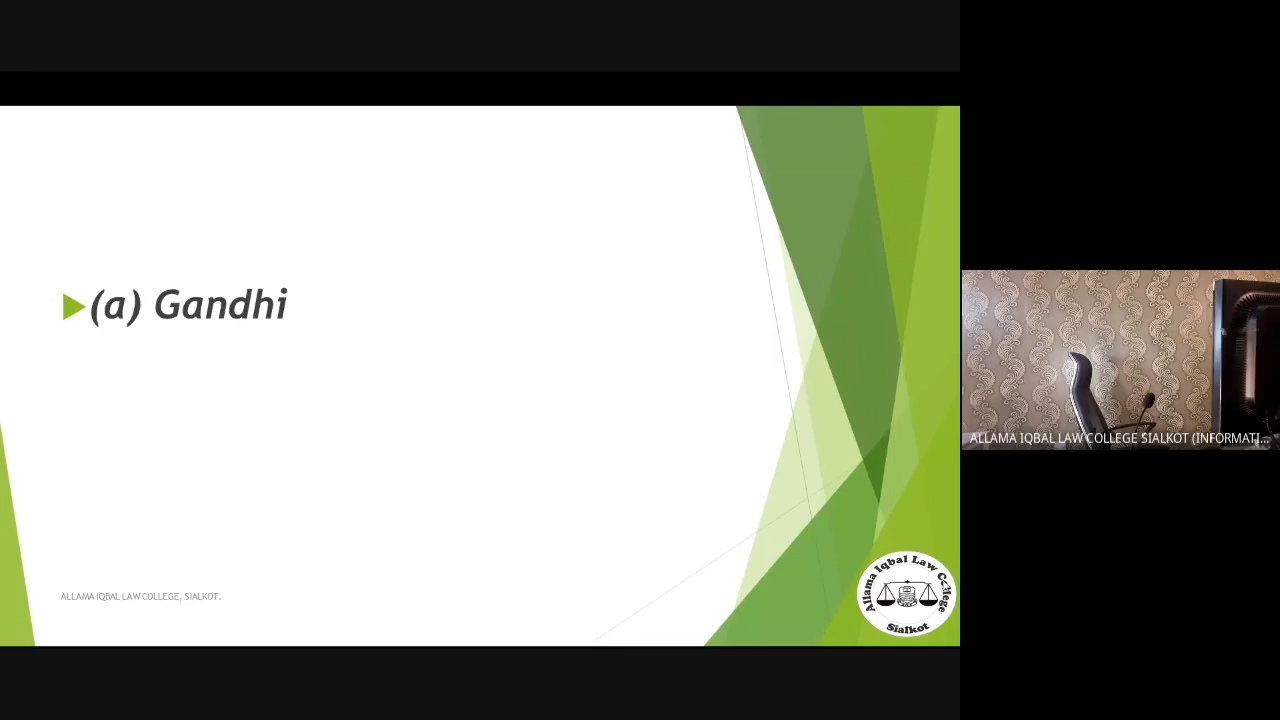 (a) Gandhi
ALLAMA IQBAL LAW COLLEGE, SIALKOT.
Allama Iqbal Law College
Sialkot
ALLAMA IQBAL LAW COLLEGE SIALKOT (INFORMATI...